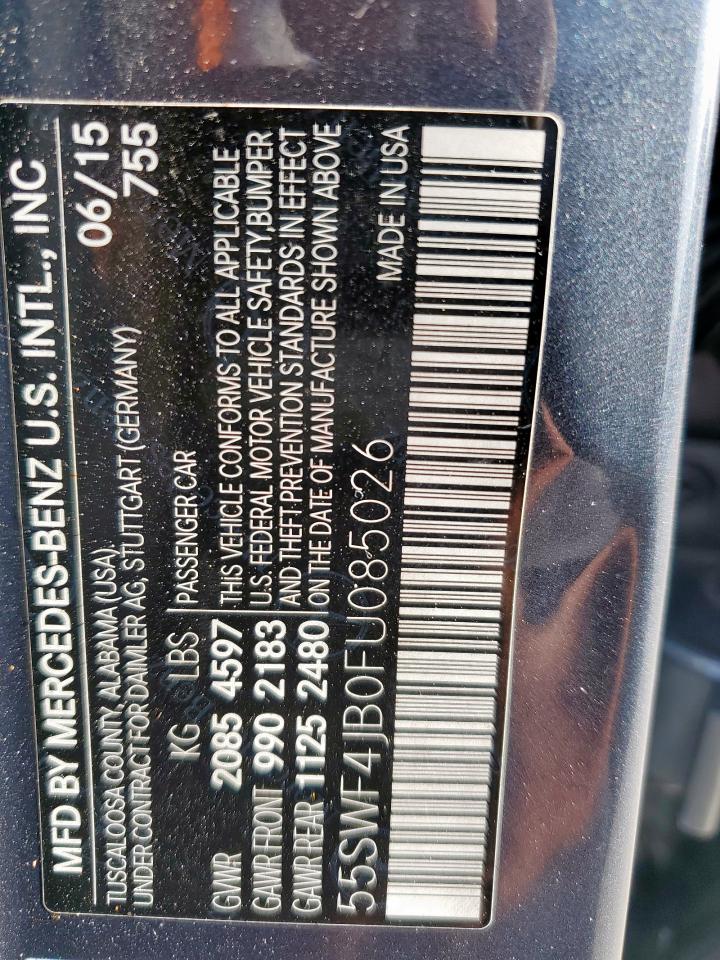 MFD BY MERCEDES-BENZ U.S. INTL., INC
TUSCALOOSA COUNTY, ALABAMA (USA) 06/15
UNDER CONTRACT FOR DAIMLER AG, STUTTGART (GERMANY) 755
KG LBS PASSENGER CAR
GVWR 2085 4597 THIS VEHICLE CONFORMS TO ALL APPLICABLE
GAWR FRONT 990 2183 U.S. FEDERAL MOTOR VEHICLE SAFETY,BUMPER
GAWR REAR 1125 2480 AND THEFT PREVENTION STANDARDS IN EFFECT
ON THE DATE OF MANUFACTURE SHOWN ABOVE
55SWF4JB0FU085026 MADE IN USA